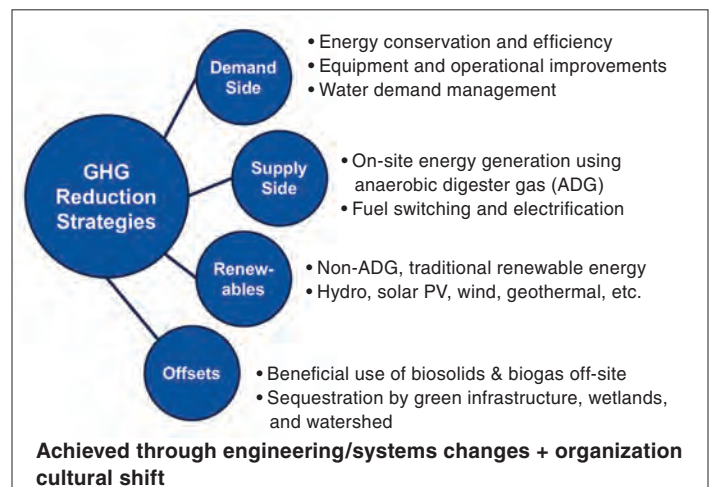 Demand
Side
• Energy conservation and efficiency
• Equipment and operational improvements
• Water demand management
GHG
Reduction
Strategies
Supply
Side
• On-site energy generation using
anaerobic digester gas (ADG)
• Fuel switching and electrification
Renew-
ables
• Non-ADG, traditional renewable energy
• Hydro, solar PV, wind, geothermal, etc.
Offsets
• Beneficial use of biosolids & biogas off-site
• Sequestration by green infrastructure, wetlands,
and watershed
Achieved through engineering/systems changes + organization
cultural shift